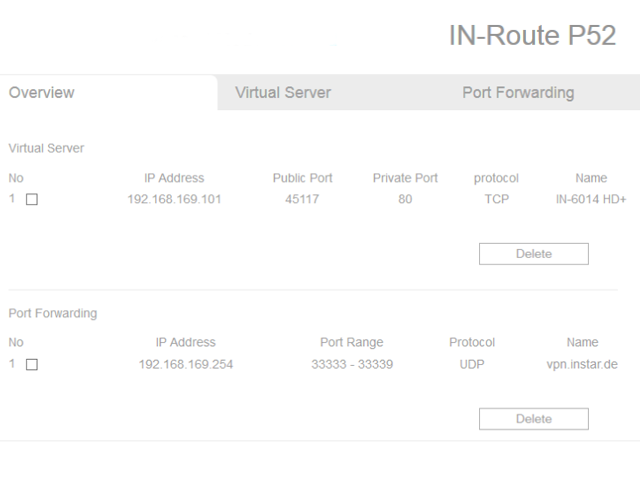 IN-Route P52
Overview Virtual Server Port Forwarding
Virtual Server
No IP Address Public Port Private Port protocol Name
1 192.168.169.101 45117 80 TCP IN-6014 HD+
Delete
Port Forwarding
No IP Address Port Range Protocol Name
1 192.168.169.254 33333 - 33339 UDP vpn.instar.de
Delete